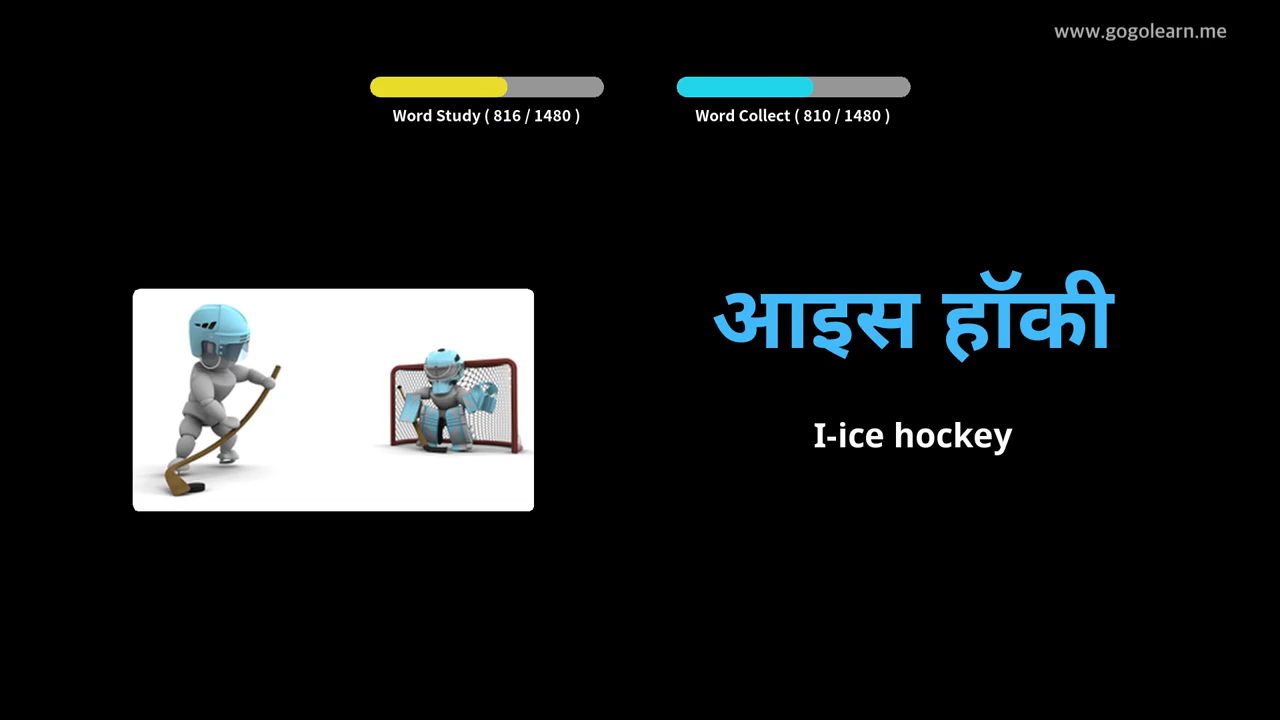 www.gogolearn.me
Word Study ( 816 / 1480 )
Word Collect ( 810 / 1480 )
आइस हॉकी
I-ice hockey